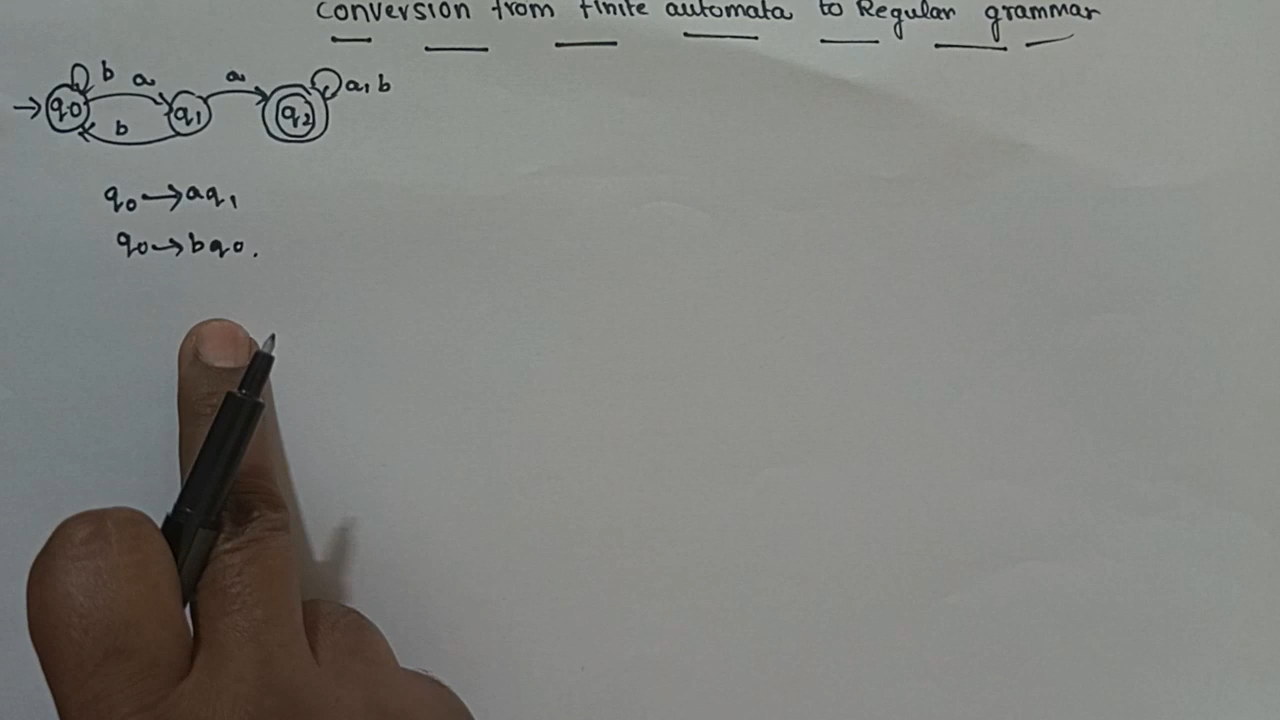 Conversion from finite automata to Regular grammar
b a a a,b
q0 q1 q2
b
q0→aq1
q0→bq0.